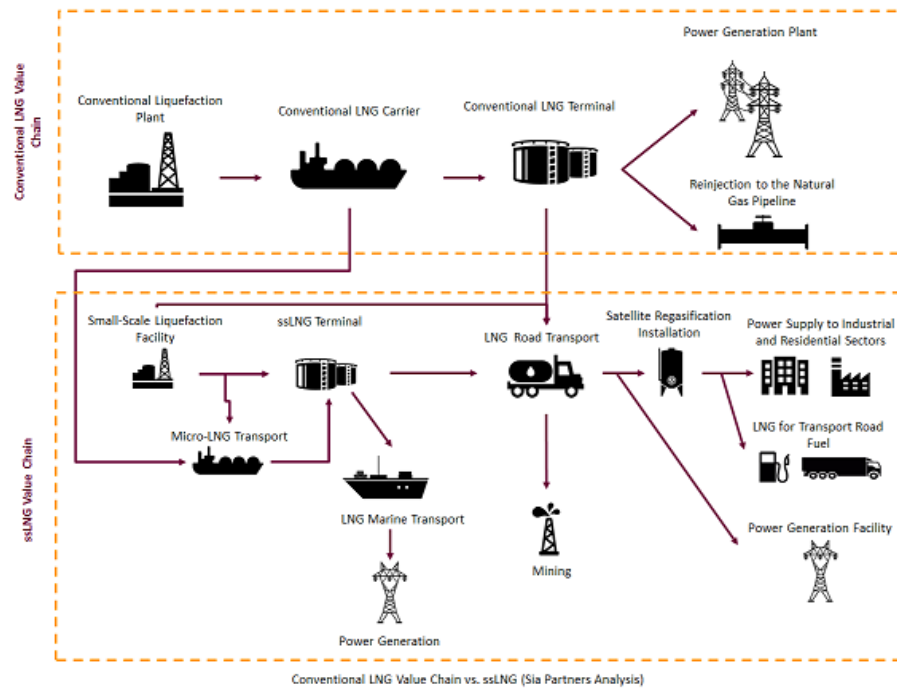 Conventional LNG Value
Chain
Power Generation Plant
Conventional Liquefaction
Plant
Conventional LNG Carrier
Conventional LNG Terminal
Reinjection to the Natural
Gas Pipeline
ssLNG Value Chain
Small-Scale Liquefaction
Facility
ssLNG Terminal
LNG Road Transport
Satellite Regasification
Installation
Power Supply to Industrial
and Residential Sectors
Micro-LNG Transport
LNG for Transport Road
Fuel
LNG Marine Transport
Mining
Power Generation Facility
Power Generation
Conventional LNG Value Chain vs. ssLNG (Sia Partners Analysis)